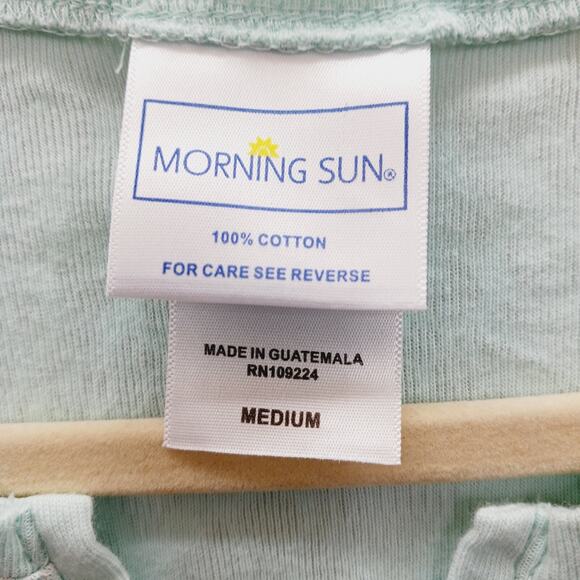 MORNING SUN®
100% COTTON
FOR CARE SEE REVERSE
MADE IN GUATEMALA
RN109224
MEDIUM